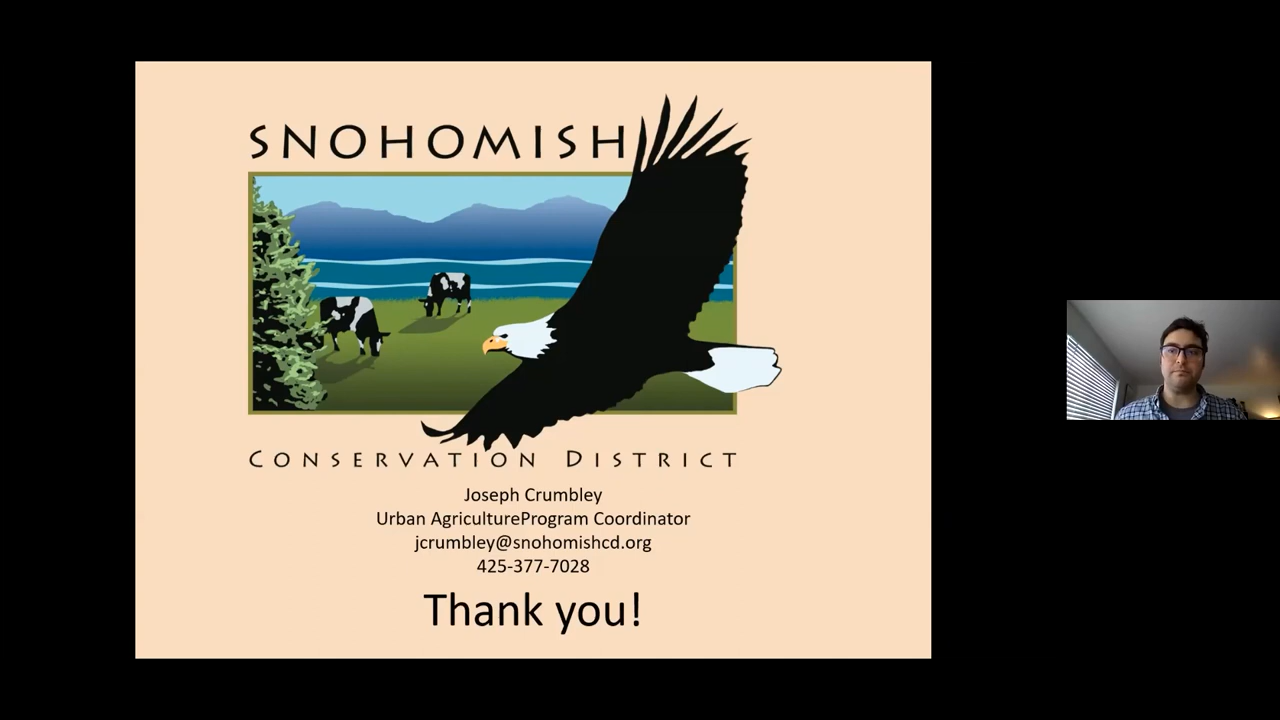 SNOHOMISH
CONSERVATION DISTRICT
Joseph Crumbley
Urban AgricultureProgram Coordinator
jcrumbley@snohomishcd.org
425-377-7028
Thank you!